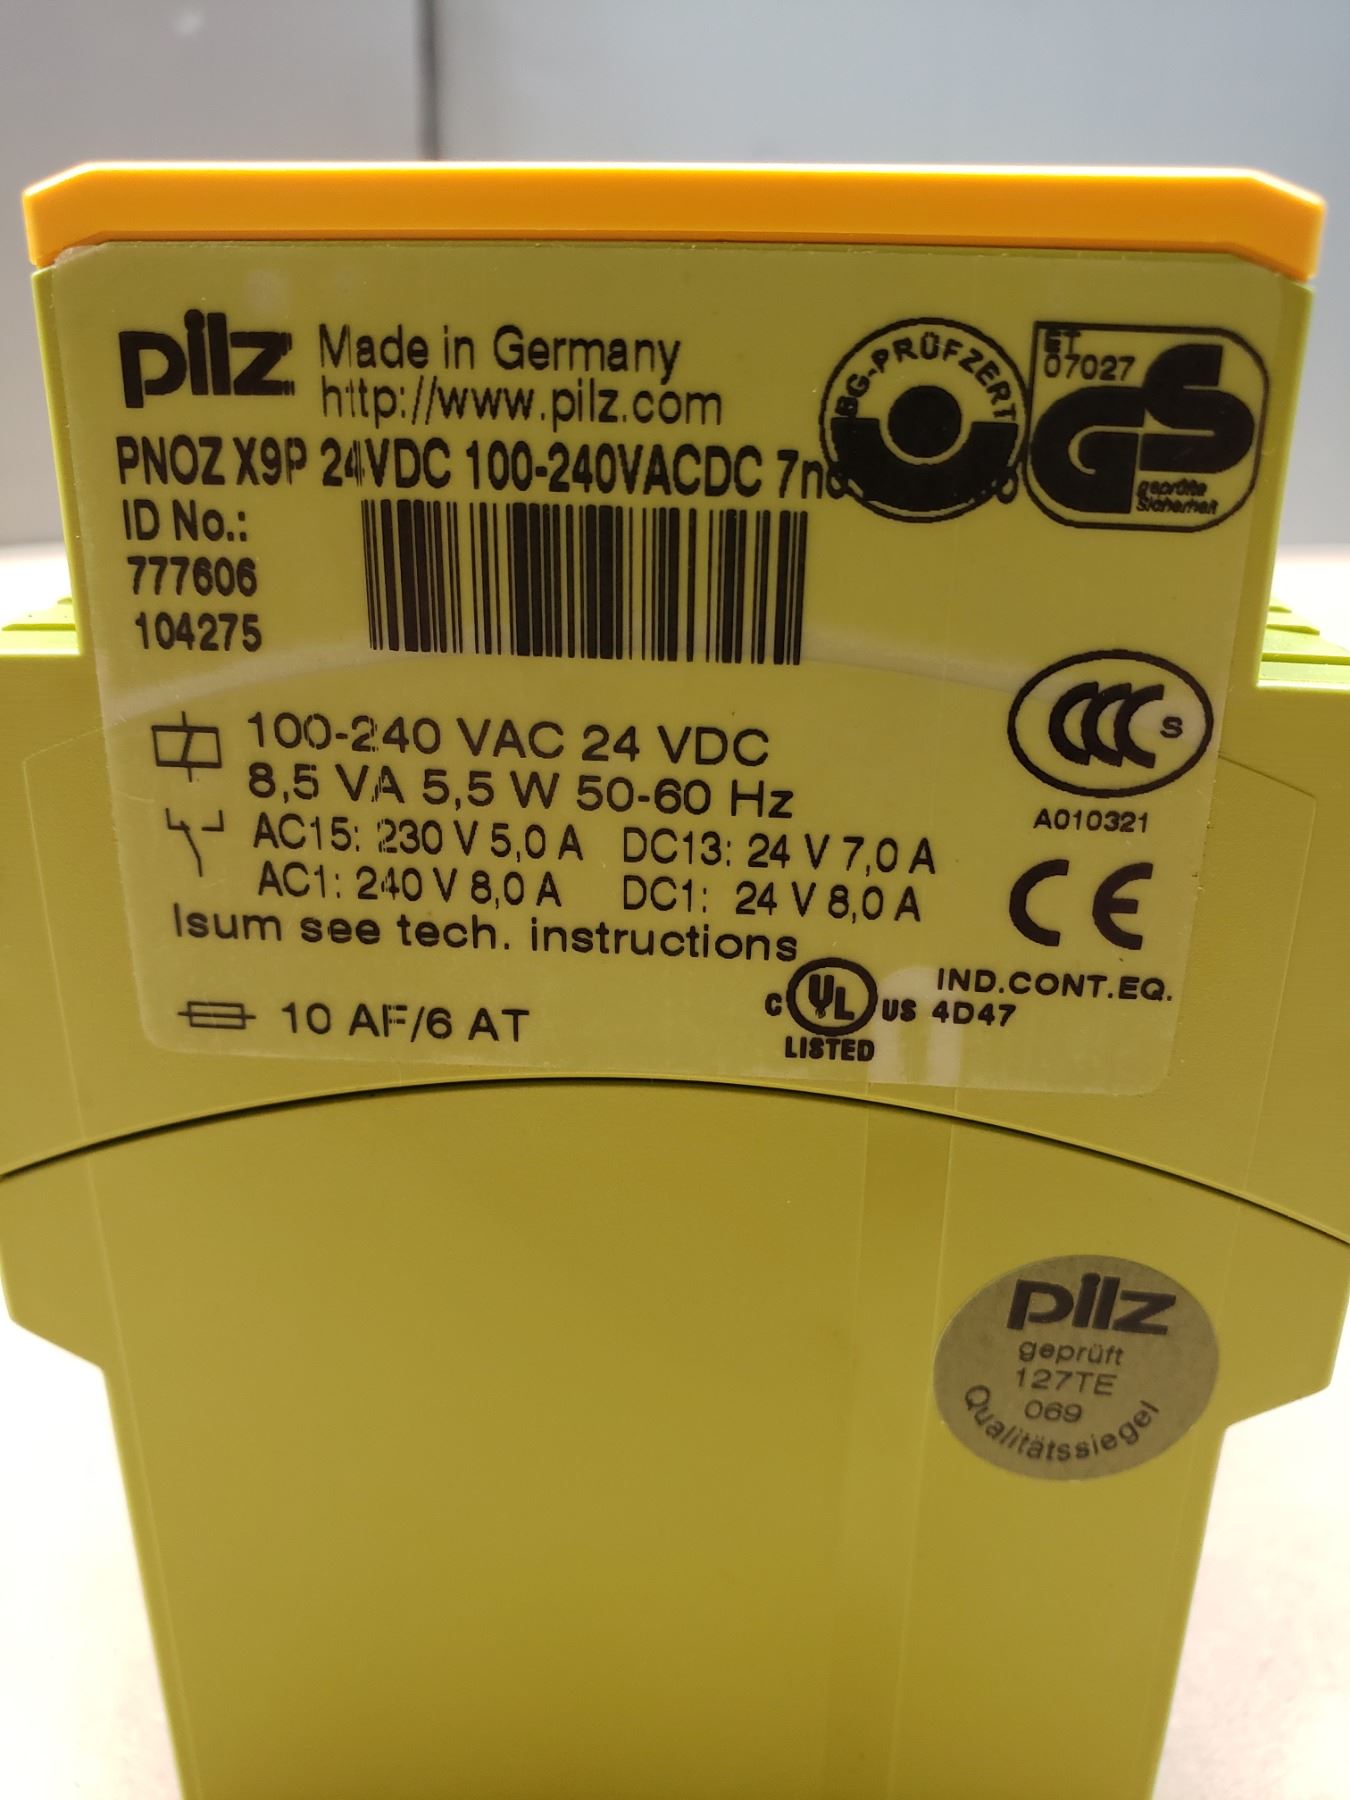 pilz Made in Germany
http://www.pilz.com
PNOZ X9P 24VDC 100-240VACDC 7n
ID No.:
777606
104275
BG-PRÜFZERT
ET
07027
GS
geprüfte
Sicherheit
100-240 VAC 24 VDC
8,5 VA 5,5 W 50-60 Hz
AC15: 230 V 5,0 A DC13: 24 V 7,0 A
AC1: 240 V 8,0 A DC1: 24 V 8,0 A
Isum see tech. instructions
10 AF/6 AT
CCC S
A010321
CE
C UL US
LISTED
IND.CONT.EQ.
4D47
pilz
geprüft
127TE
069
Qualitätssiegel